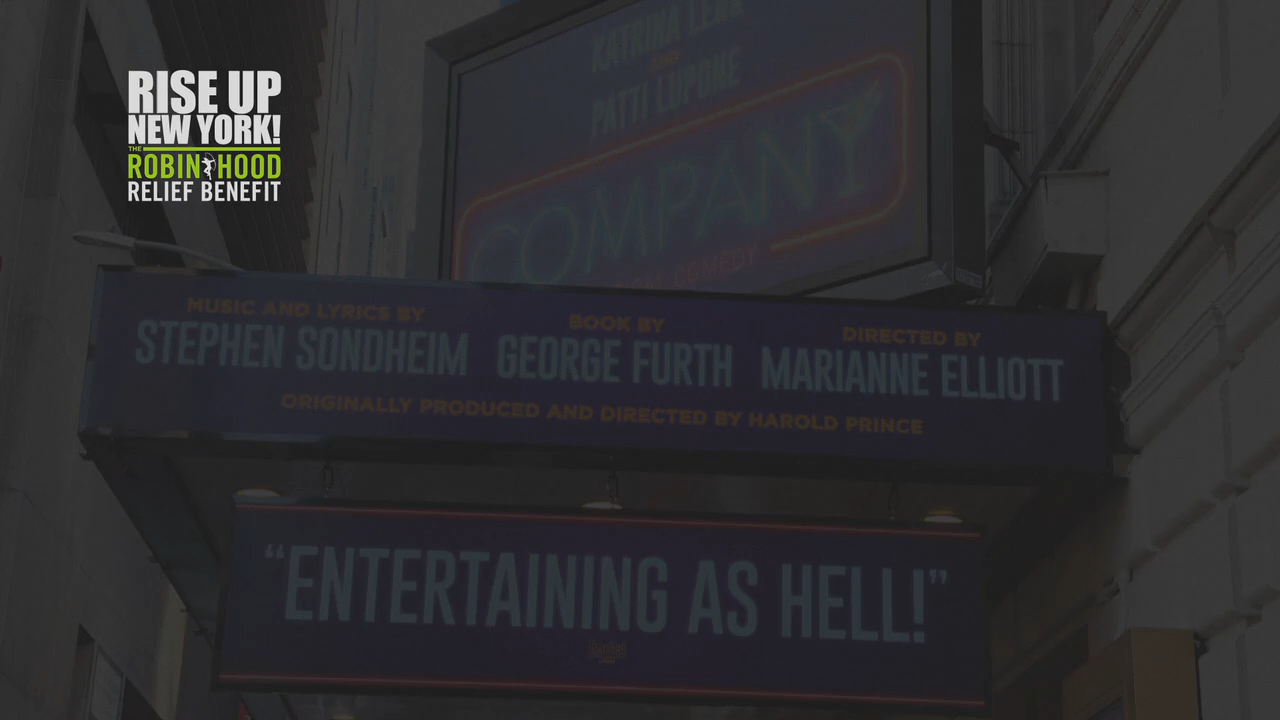 RISE UP
NEW YORK!
THE
ROBIN HOOD
RELIEF BENEFIT
KATRINA LENK
PATTI LUPONE
COMPANY
COMEDY
MUSIC AND LYRICS BY
STEPHEN SONDHEIM
BOOK BY
GEORGE FURTH
DIRECTED BY
MARIANNE ELLIOTT
ORIGINALLY PRODUCED AND DIRECTED BY HAROLD PRINCE
“ENTERTAINING AS HELL!”